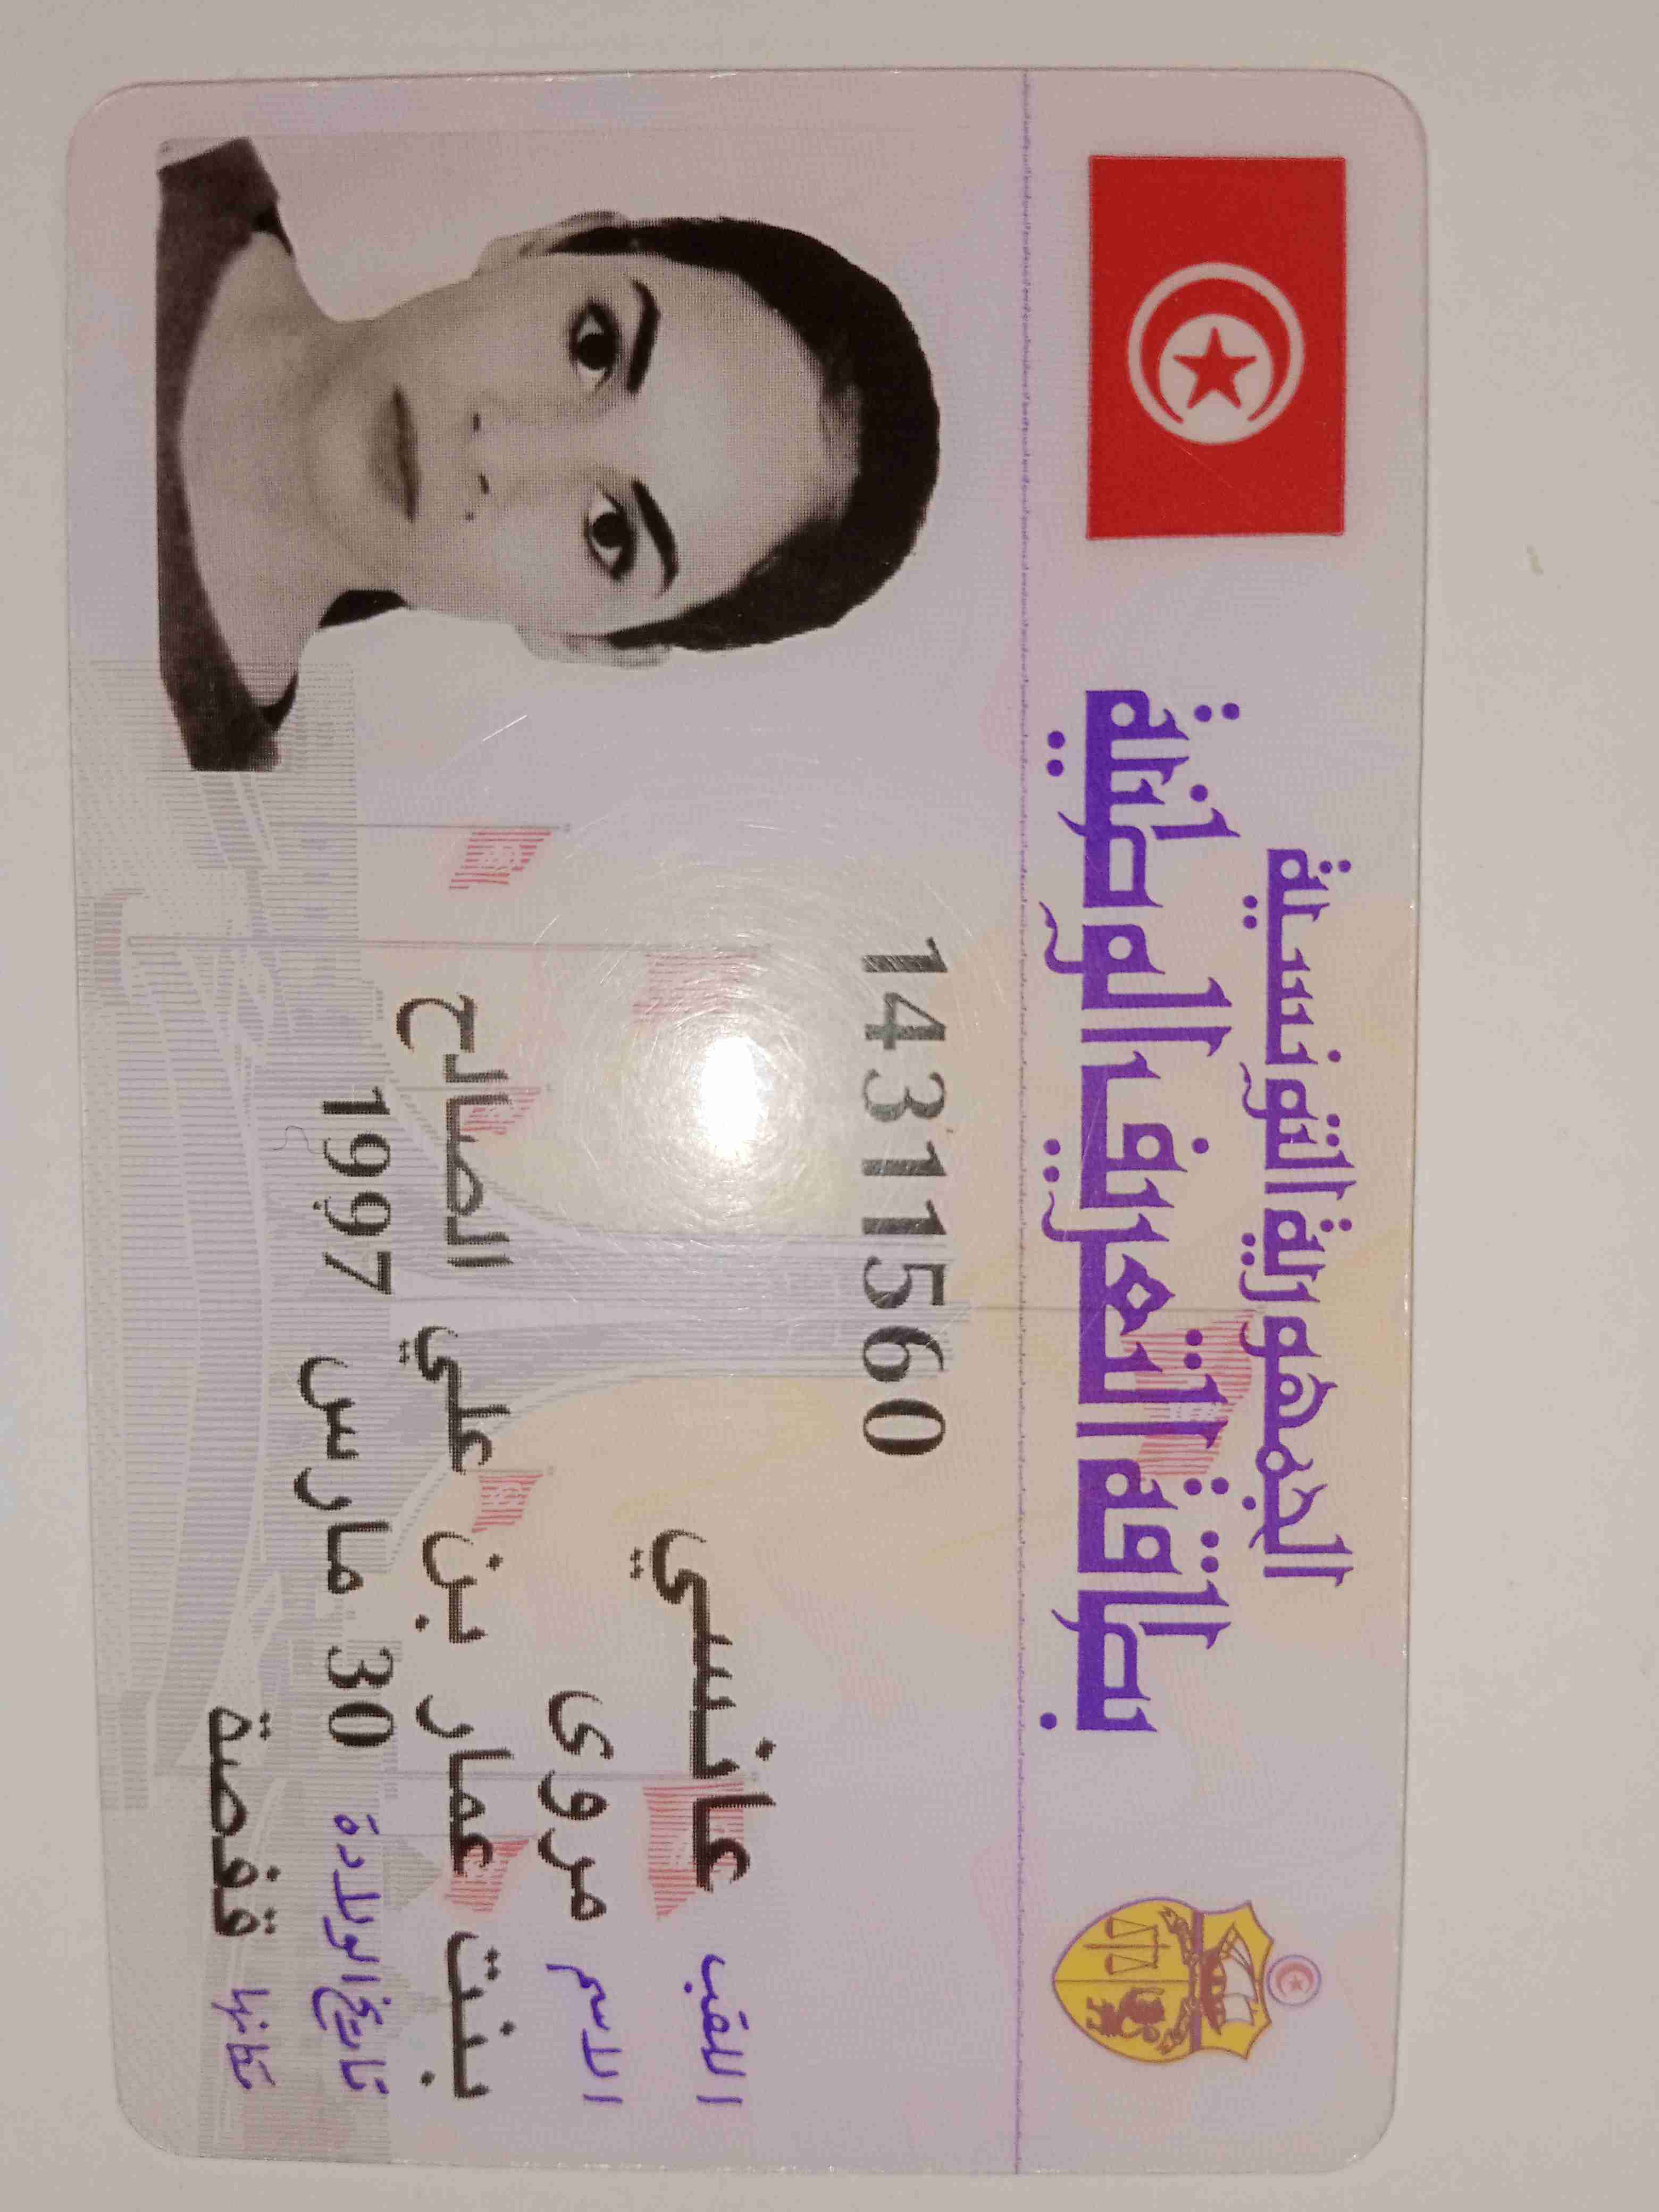 الجمهورية التونسية
بطاقة التعريف الوطنية
14311560
اللقب عانسي
الاسم مروى
بنت عمار بن علي الصالح
تاريخ الولادة 30 مارس 1997
مكانها قفصة